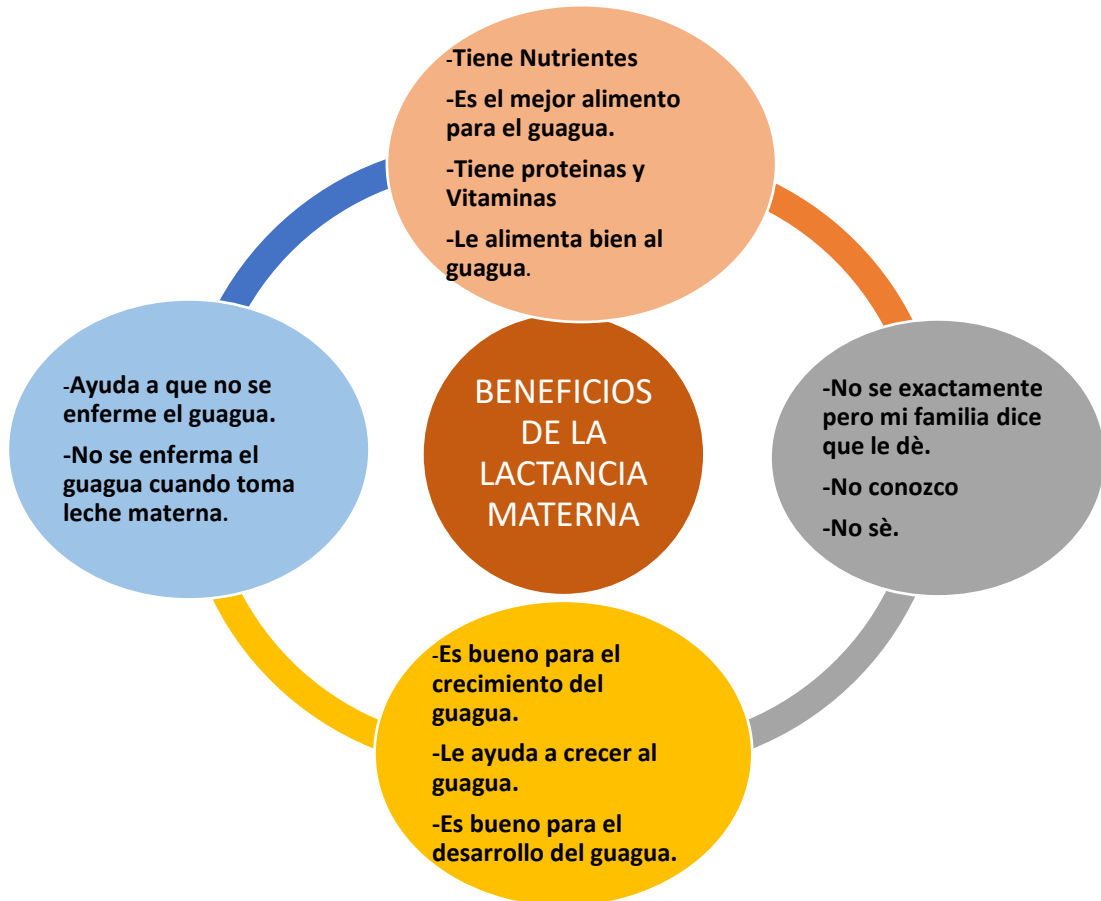 -Tiene Nutrientes
-Es el mejor alimento
para el guagua.
-Tiene proteinas y
Vitaminas
-Le alimenta bien al
guagua.
-Ayuda a que no se
enferme el guagua.
-No se enferma el
guagua cuando toma
leche materna.
BENEFICIOS
DE LA
LACTANCIA
MATERNA
-No se exactamente
pero mi familia dice
que le dè.
-No conozco
-No sè.
-Es bueno para el
crecimiento del
guagua.
-Le ayuda a crecer al
guagua.
-Es bueno para el
desarrollo del guagua.